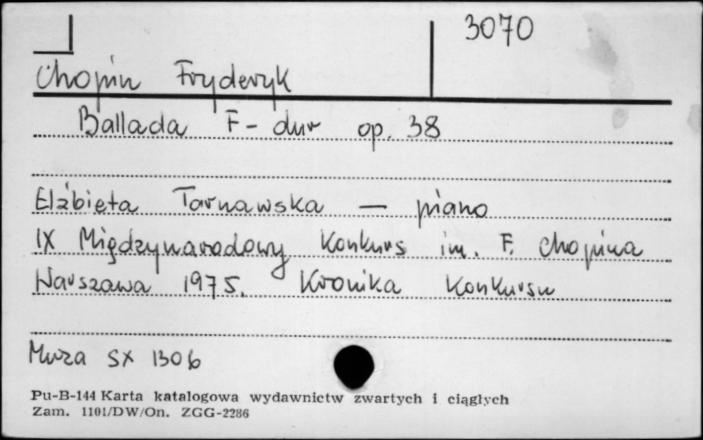 3070
Chopin Fryderyk
Ballada F-dur op. 38
Elżbieta Tarnawska — piano
IX Międzynarodowy Konkurs im. F. Chopina
Warszawa 1975. Kronika Konkursu
Muza SX 1306
Pu-B-144 Karta katalogowa wydawnictw zwartych i ciągłych
Zam. 1101/DW/On. ZGG-2286